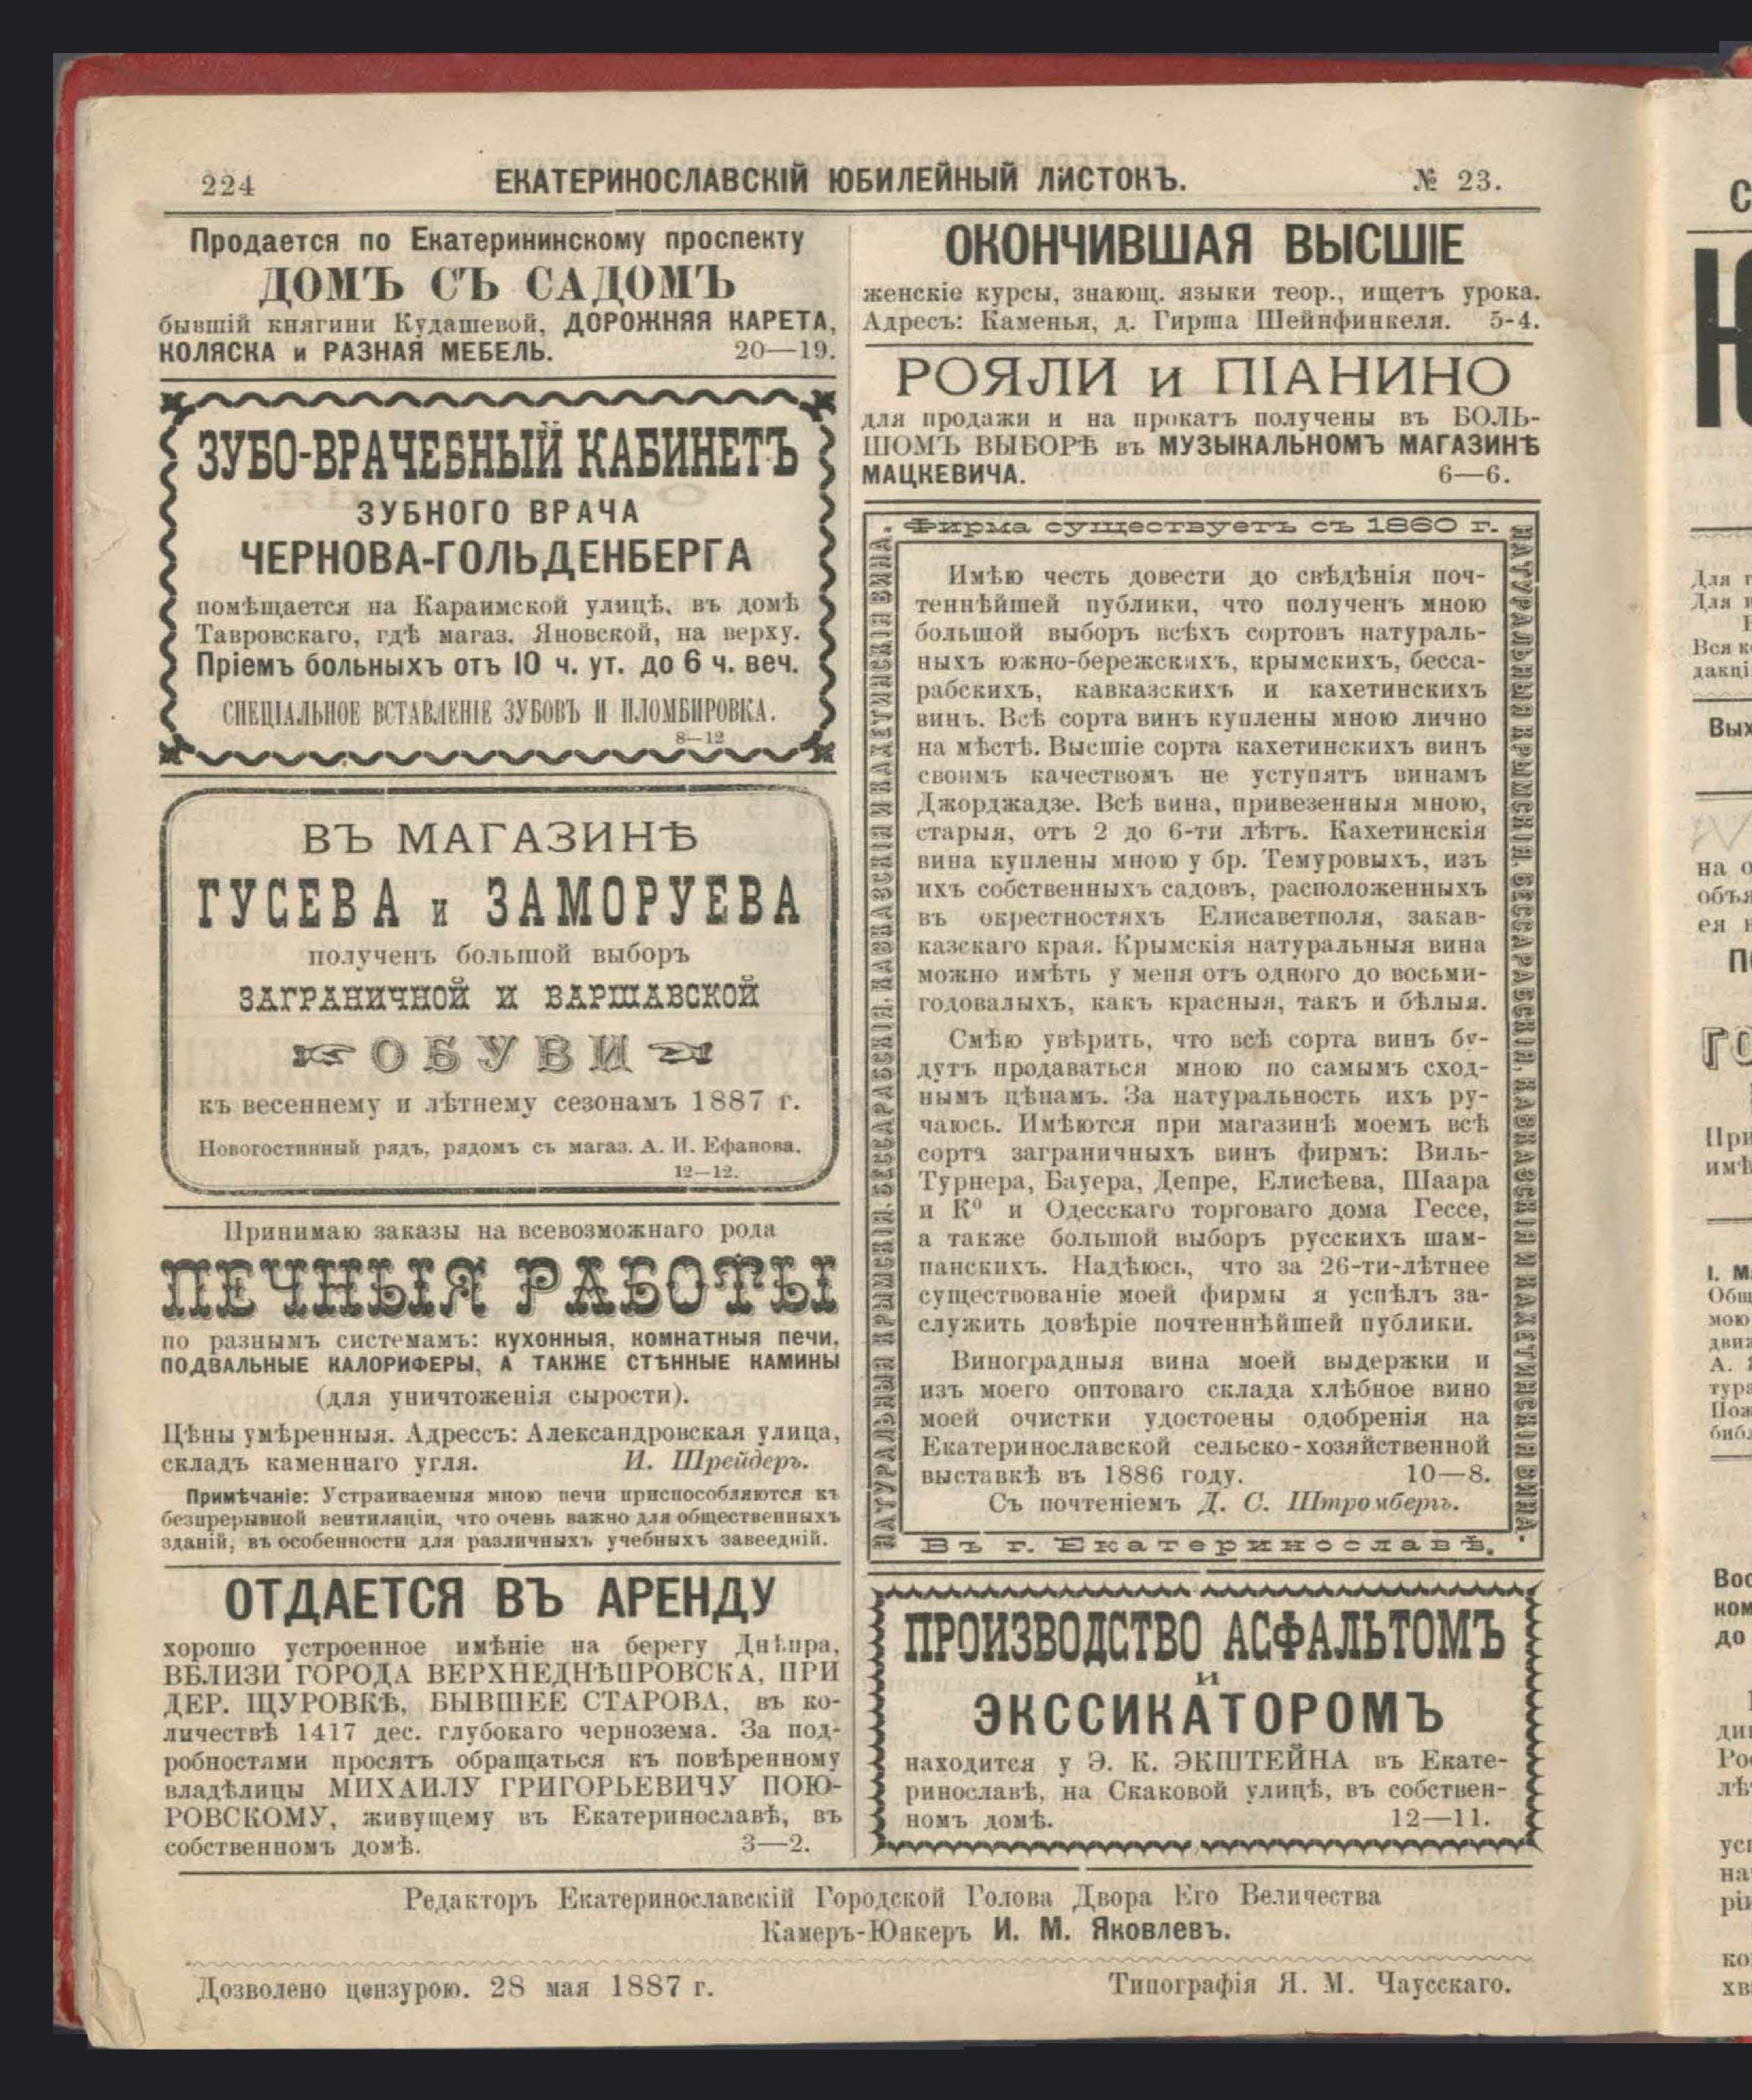 224
ЕКАТЕРИНОСЛАВСКІЙ ЮБИЛЕЙНЫЙ ЛИСТОКЪ.
№ 23.
Продается по Екатерининскому проспекту
ДОМЪ СЪ САДОМЪ
бывшій княгини Кудашевой, ДОРОЖНЯЯ КАРЕТА,
КОЛЯСКА и РАЗНАЯ МЕБЕЛЬ. 20—19.
ЗУБО-ВРАЧЕБНЫЙ КАБИНЕТЪ
ЗУБНОГО ВРАЧА
ЧЕРНОВА-ГОЛЬДЕНБЕРГА
помѣщается на Караимской улицѣ, въ домѣ
Тавровскаго, гдѣ магаз. Яновской, на верху.
Пріемъ больныхъ отъ 10 ч. ут. до 6 ч. веч.
СПЕЦІАЛЬНОЕ ВСТАВЛЕНІЕ ЗУБОВЪ И ПЛОМБИРОВКА.
8—12
ВЪ МАГАЗИНѢ
ГУСЕВА и ЗАМОРУЕВА
полученъ большой выборъ
ЗАГРАНИЧНОЙ И ВАРШАВСКОЙ
ОБУВИ
къ весеннему и лѣтнему сезонамъ 1887 г.
Новогостинный рядъ, рядомъ съ магаз. А. И. Ефанова.
12—12.
Принимаю заказы на всевозможнаго рода
ПЕЧНЫЯ РАБОТЫ
по разнымъ системамъ: кухонныя, комнатныя печи,
ПОДВАЛЬНЫЕ КАЛОРИФЕРЫ, А ТАКЖЕ СТѢННЫЕ КАМИНЫ
(для уничтоженія сырости).
Цѣны умѣренныя. Адрессъ: Александровская улица,
складъ каменнаго угля. И. Шрейдеръ.
Примѣчаніе: Устраиваемыя мною печи приспособляются къ
безпрерывной вентиляціи, что очень важно для общественныхъ
зданій, въ особенности для различныхъ учебныхъ завеедній.
ОТДАЕТСЯ ВЪ АРЕНДУ
хорошо устроенное имѣніе на берегу Днѣпра,
ВБЛИЗИ ГОРОДА ВЕРХНЕДНѢПРОВСКА, ПРИ
ДЕР. ЩУРОВКѢ, БЫВШЕЕ СТАРОВА, въ ко-
личествѣ 1417 дес. глубокаго чернозема. За под-
робностями просятъ обращаться къ повѣренному
владѣлицы МИХАИЛУ ГРИГОРЬЕВИЧУ ПОЮ-
РОВСКОМУ, живущему въ Екатеринославѣ, въ
собственномъ домѣ. 3—2.
ОКОНЧИВШАЯ ВЫСШІЕ
женскіе курсы, знающ. языки теор., ищетъ урока.
Адресъ: Каменья, д. Гирша Шейнфинкеля. 5-4.
РОЯЛИ и ПІАНИНО
для продажи и на прокатъ получены въ БОЛЬ-
ШОМЪ ВЫБОРѢ въ МУЗЫКАЛЬНОМЪ МАГАЗИНѢ
МАЦКЕВИЧА. 6—6.
Фирма существуетъ съ 1860 г.
НАТУРАЛЬНЫЯ КРЫМСКІЯ, БЕССАРАБСКІЯ, КАВКАЗСКІЯ И КАХЕТИНСКІЯ ВИНА.
Имѣю честь довести до свѣдѣнія поч-
теннѣйшей публики, что полученъ мною
большой выборъ всѣхъ сортовъ натураль-
ныхъ южно-бережскихъ, крымскихъ, бесса-
рабскихъ, кавказскихъ и кахетинскихъ
винъ. Всѣ сорта винъ куплены мною лично
на мѣстѣ. Высшіе сорта кахетинскихъ винъ
своимъ качествомъ не уступятъ винамъ
Джорджадзе. Всѣ вина, привезенныя мною,
старыя, отъ 2 до 6-ти лѣтъ. Кахетинскія
вина куплены мною у бр. Темуровыхъ, изъ
ихъ собственныхъ садовъ, расположенныхъ
въ окрестностяхъ Елисаветполя, закав-
казскаго края. Крымскія натуральныя вина
можно имѣть у меня отъ одного до восьми-
годовалыхъ, какъ красныя, такъ и бѣлыя.
Смѣю увѣрить, что всѣ сорта винъ бу-
дутъ продаваться мною по самымъ сход-
нымъ цѣнамъ. За натуральность ихъ ру-
чаюсь. Имѣются при магазинѣ моемъ всѣ
сорта заграничныхъ винъ фирмъ: Виль-
Турнера, Бауера, Депре, Елисѣева, Шаара
и Кº и Одесскаго торговаго дома Гессе,
а также большой выборъ русскихъ шам-
панскихъ. Надѣюсь, что за 26-ти-лѣтнее
существованіе моей фирмы я успѣлъ за-
служить довѣріе почтеннѣйшей публики.
Виноградныя вина моей выдержки и
изъ моего оптоваго склада хлѣбное вино
моей очистки удостоены одобренія на
Екатеринославской сельско-хозяйственной
выставкѣ въ 1886 году. 10—8.
Съ почтеніемъ Д. С. Штромбергъ.
НАТУРАЛЬНЫЯ КРЫМСКІЯ, БЕССАРАБСКІЯ, КАВКАЗСКІЯ И КАХЕТИНСКІЯ ВИНА.
Въ г. Екатеринославѣ.
ПРОИЗВОДСТВО АСФАЛЬТОМЪ
И
ЭКССИКАТОРОМЪ
находится у Э. К. ЭКШТЕЙНА въ Екате-
ринославѣ, на Скаковой улицѣ, въ собствен-
номъ домѣ. 12—11.
Редакторъ Екатеринославскій Городской Голова Двора Его Величества
Камеръ-Юнкеръ И. М. Яковлевъ.
Дозволено цензурою. 28 мая 1887 г.
Типографія Я. М. Чаусскаго.